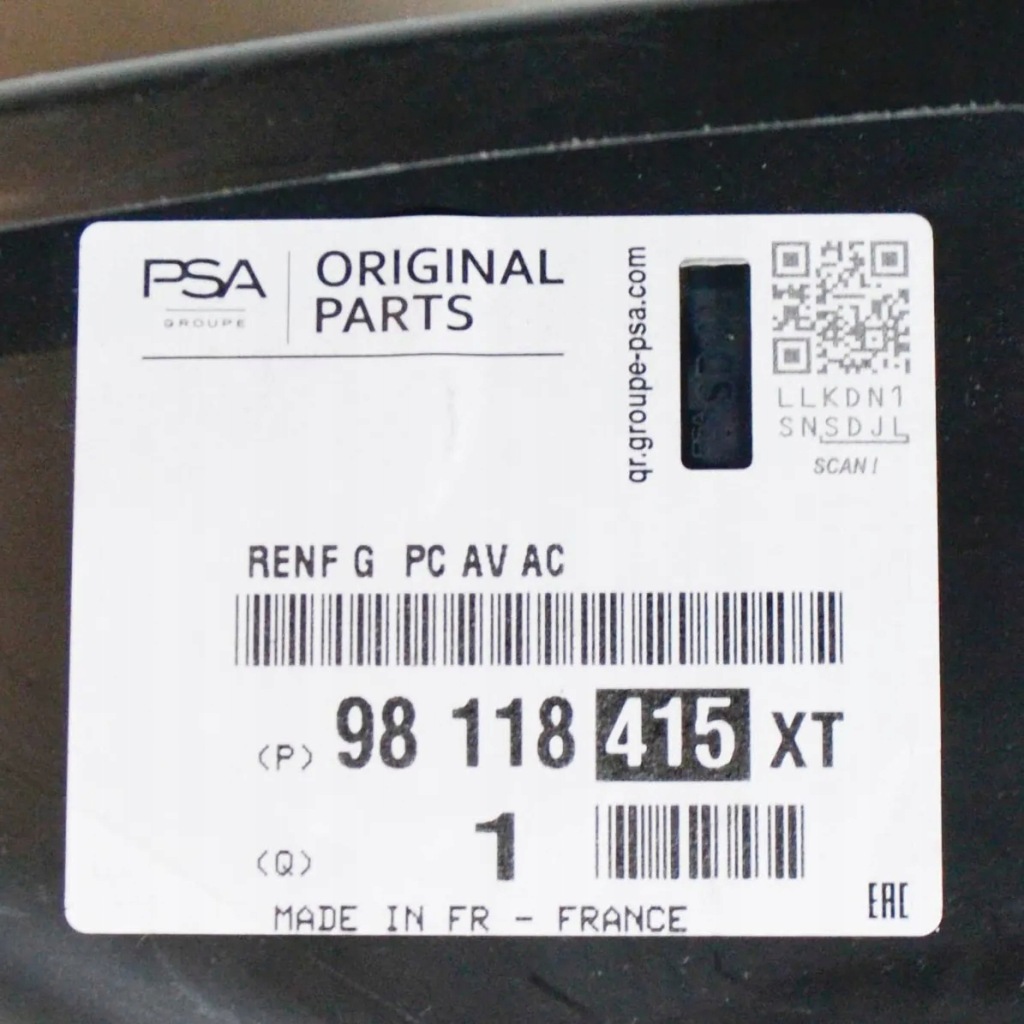 PSA
GROUPE
ORIGINAL
PARTS
qr.groupe-psa.com
LLKDN1
SNSDJL
SCAN!
RENF G PC AV AC
(P) 98 118 415 XT
(Q) 1
MADE IN FR - FRANCE
EAC